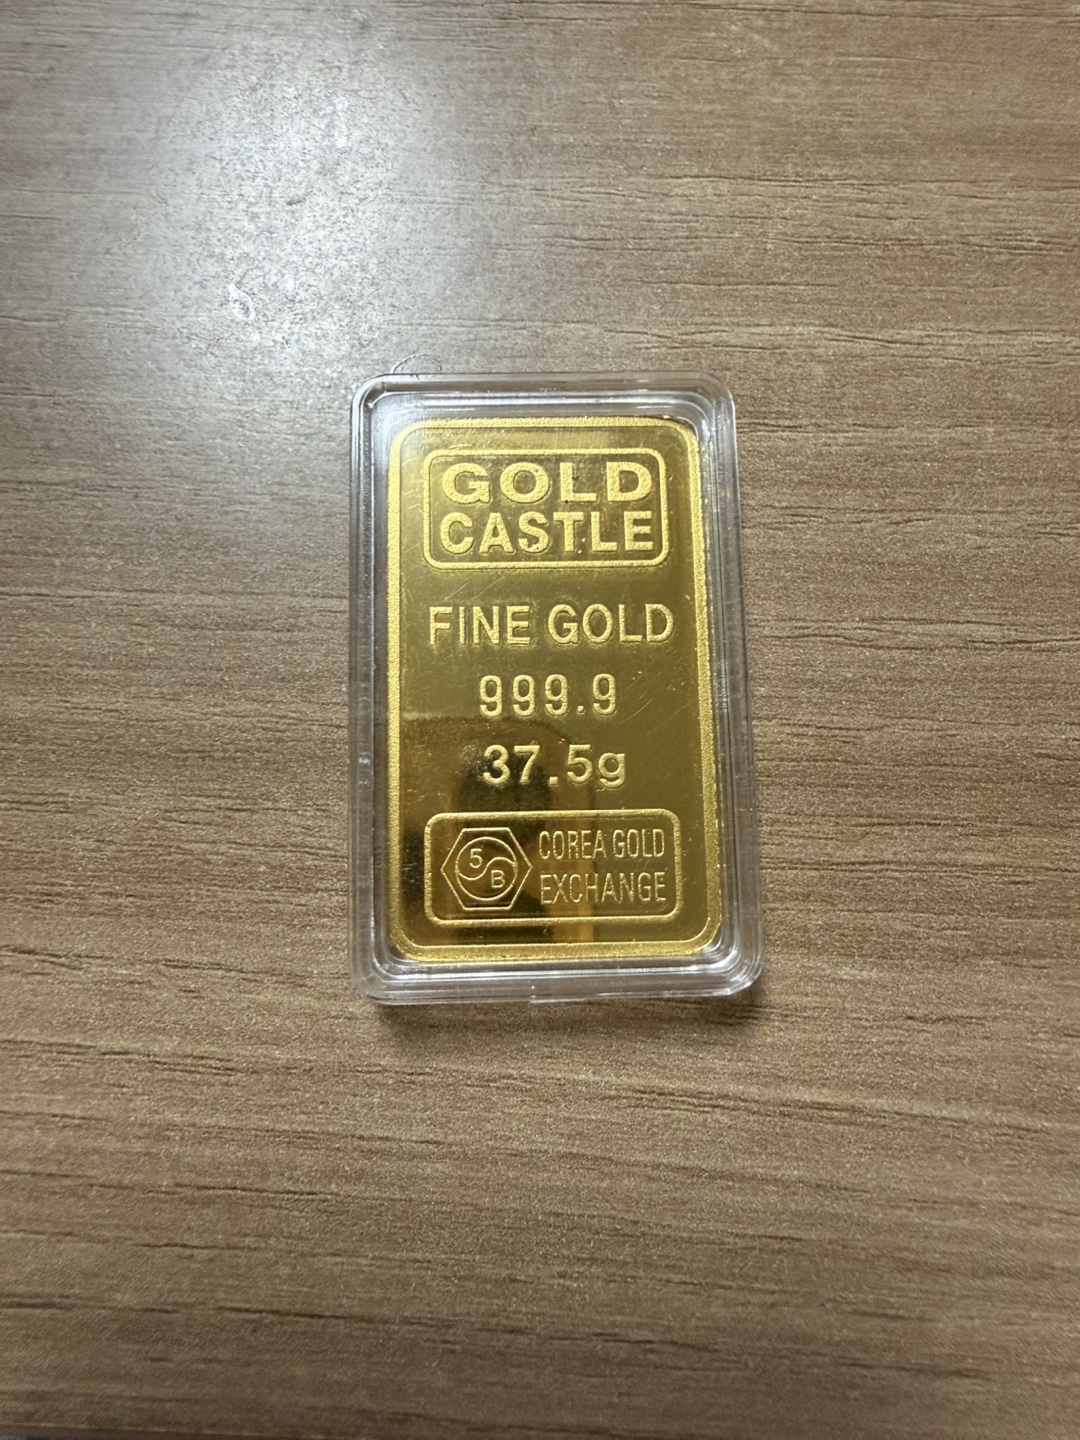 GOLD
CASTLE
FINE GOLD
999.9
37.5g
5
B
COREA GOLD
EXCHANGE